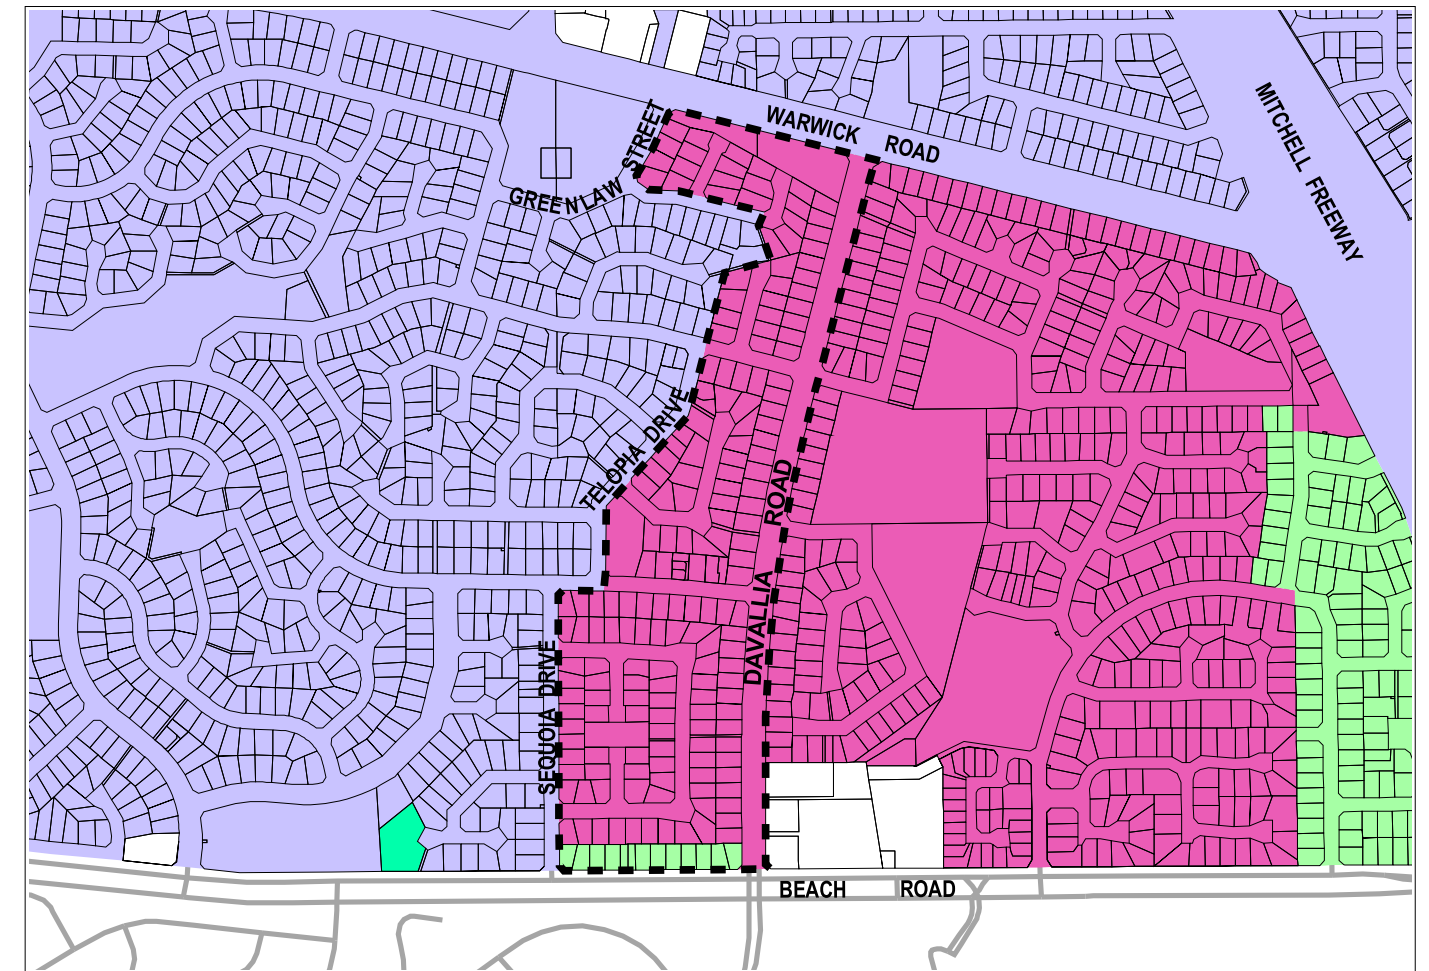 WARWICK ROAD
MITCHELL FREEWAY
GREENLAW STREET
TELOPIA DRIVE
DAVALLIA ROAD
SEQUOIA DRIVE
BEACH ROAD